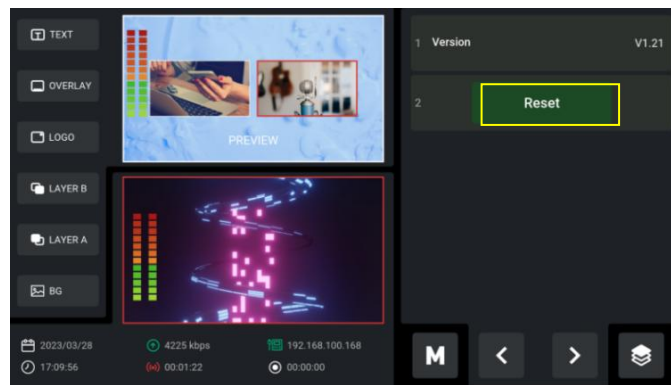 TEXT
OVERLAY
LOGO
LAYER B
LAYER A
BG
PREVIEW
2023/03/28
4225 kbps
192.168.100.168
17:09:56
00:01:22
00:00:00
1 Version V1.21
2 Reset
M